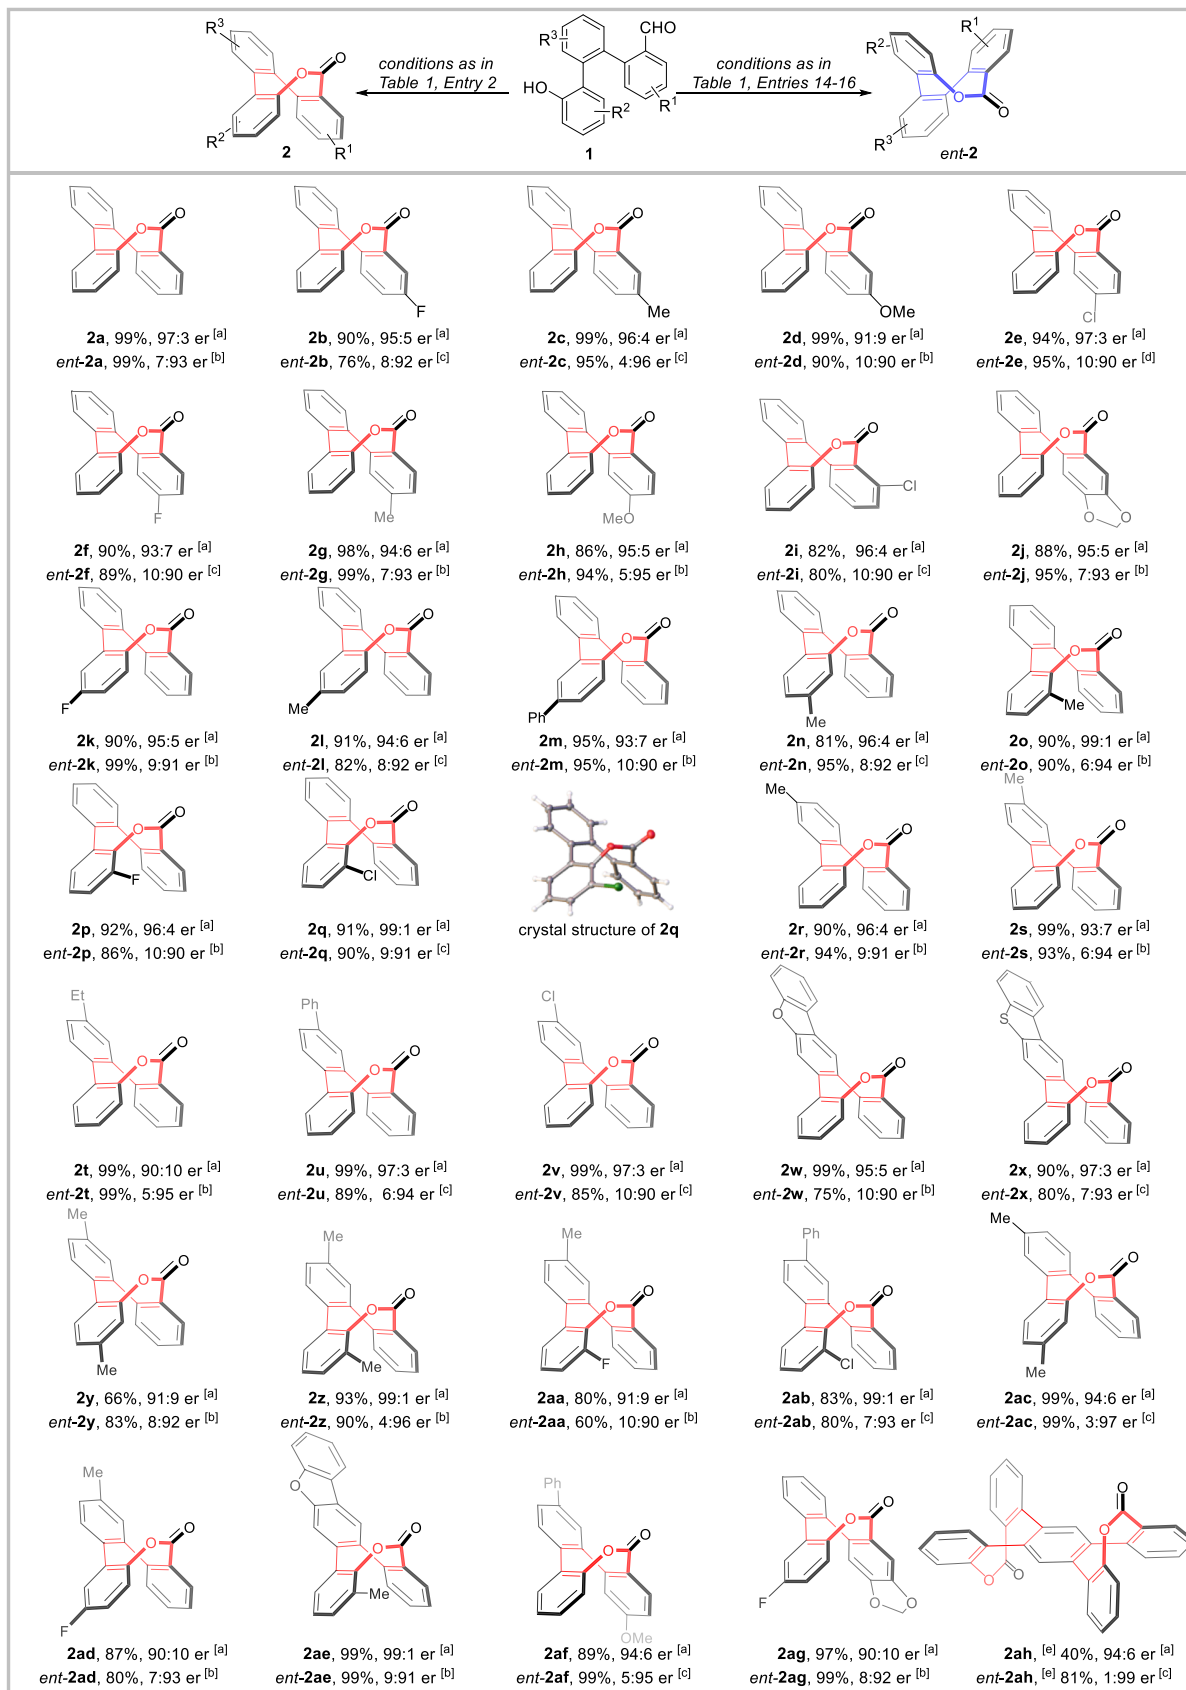 R³
O
O
R²
R¹
2
conditions as in
Table 1, Entry 2
R³
CHO
HO
R²
R¹
1
conditions as in
Table 1, Entries 14-16
R¹
R²
O
O
R³
ent-2
O O
O O F
O O Me
O O OMe
O O Cl
2a, 99%, 97:3 er [a]
ent-2a, 99%, 7:93 er [b]
2b, 90%, 95:5 er [a]
ent-2b, 76%, 8:92 er [c]
2c, 99%, 96:4 er [a]
ent-2c, 95%, 4:96 er [c]
2d, 99%, 91:9 er [a]
ent-2d, 90%, 10:90 er [b]
2e, 94%, 97:3 er [a]
ent-2e, 95%, 10:90 er [d]
O O F
O O Me
O O MeO
O O Cl
O O O O
2f, 90%, 93:7 er [a]
ent-2f, 89%, 10:90 er [c]
2g, 98%, 94:6 er [a]
ent-2g, 99%, 7:93 er [b]
2h, 86%, 95:5 er [a]
ent-2h, 94%, 5:95 er [b]
2i, 82%, 96:4 er [a]
ent-2i, 80%, 10:90 er [c]
2j, 88%, 95:5 er [a]
ent-2j, 95%, 7:93 er [b]
O O F
O O Me
O O Ph
O O Me
O O Me
2k, 90%, 95:5 er [a]
ent-2k, 99%, 9:91 er [b]
2l, 91%, 94:6 er [a]
ent-2l, 82%, 8:92 er [c]
2m, 95%, 93:7 er [a]
ent-2m, 95%, 10:90 er [b]
2n, 81%, 96:4 er [a]
ent-2n, 95%, 8:92 er [c]
2o, 90%, 99:1 er [a]
ent-2o, 90%, 6:94 er [b]
O O F
O O Cl
Me O O
Me O O
2p, 92%, 96:4 er [a]
ent-2p, 86%, 10:90 er [b]
2q, 91%, 99:1 er [a]
ent-2q, 90%, 9:91 er [c]
crystal structure of 2q
2r, 90%, 96:4 er [a]
ent-2r, 94%, 9:91 er [b]
2s, 99%, 93:7 er [a]
ent-2s, 93%, 6:94 er [b]
Et O O
Ph O O
Cl O O
O O O
S O O
2t, 99%, 90:10 er [a]
ent-2t, 99%, 5:95 er [b]
2u, 99%, 97:3 er [a]
ent-2u, 89%, 6:94 er [c]
2v, 99%, 97:3 er [a]
ent-2v, 85%, 10:90 er [c]
2w, 99%, 95:5 er [a]
ent-2w, 75%, 10:90 er [b]
2x, 90%, 97:3 er [a]
ent-2x, 80%, 7:93 er [c]
Me O O Me
Me O O Me
Me O O F
Ph O O Cl
Me O O Me
2y, 66%, 91:9 er [a]
ent-2y, 83%, 8:92 er [b]
2z, 93%, 99:1 er [a]
ent-2z, 90%, 4:96 er [b]
2aa, 80%, 91:9 er [a]
ent-2aa, 60%, 10:90 er [b]
2ab, 83%, 99:1 er [a]
ent-2ab, 80%, 7:93 er [c]
2ac, 99%, 94:6 er [a]
ent-2ac, 99%, 3:97 er [c]
Me O O F
O O O Me
Ph O O OMe
O O F O O
O O O O
2ad, 87%, 90:10 er [a]
ent-2ad, 80%, 7:93 er [b]
2ae, 99%, 99:1 er [a]
ent-2ae, 99%, 9:91 er [b]
2af, 89%, 94:6 er [a]
ent-2af, 99%, 5:95 er [c]
2ag, 97%, 90:10 er [a]
ent-2ag, 99%, 8:92 er [b]
2ah, [e] 40%, 94:6 er [a]
ent-2ah, [e] 81%, 1:99 er [c]